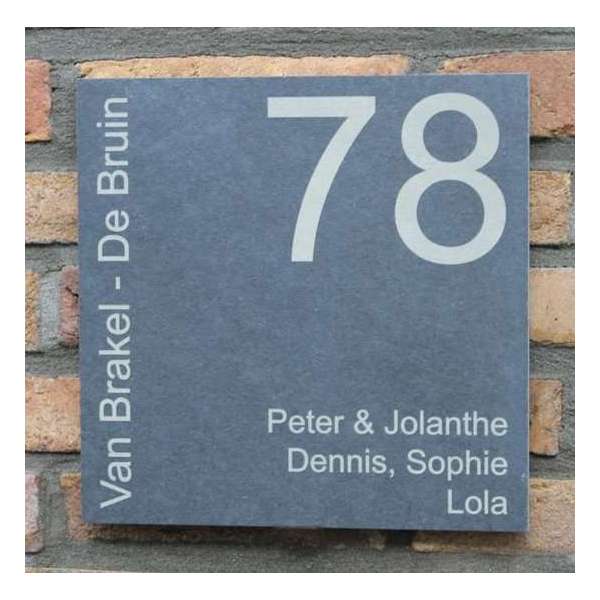 78
Van Brakel - De Bruin
Peter & Jolanthe
Dennis, Sophie
Lola